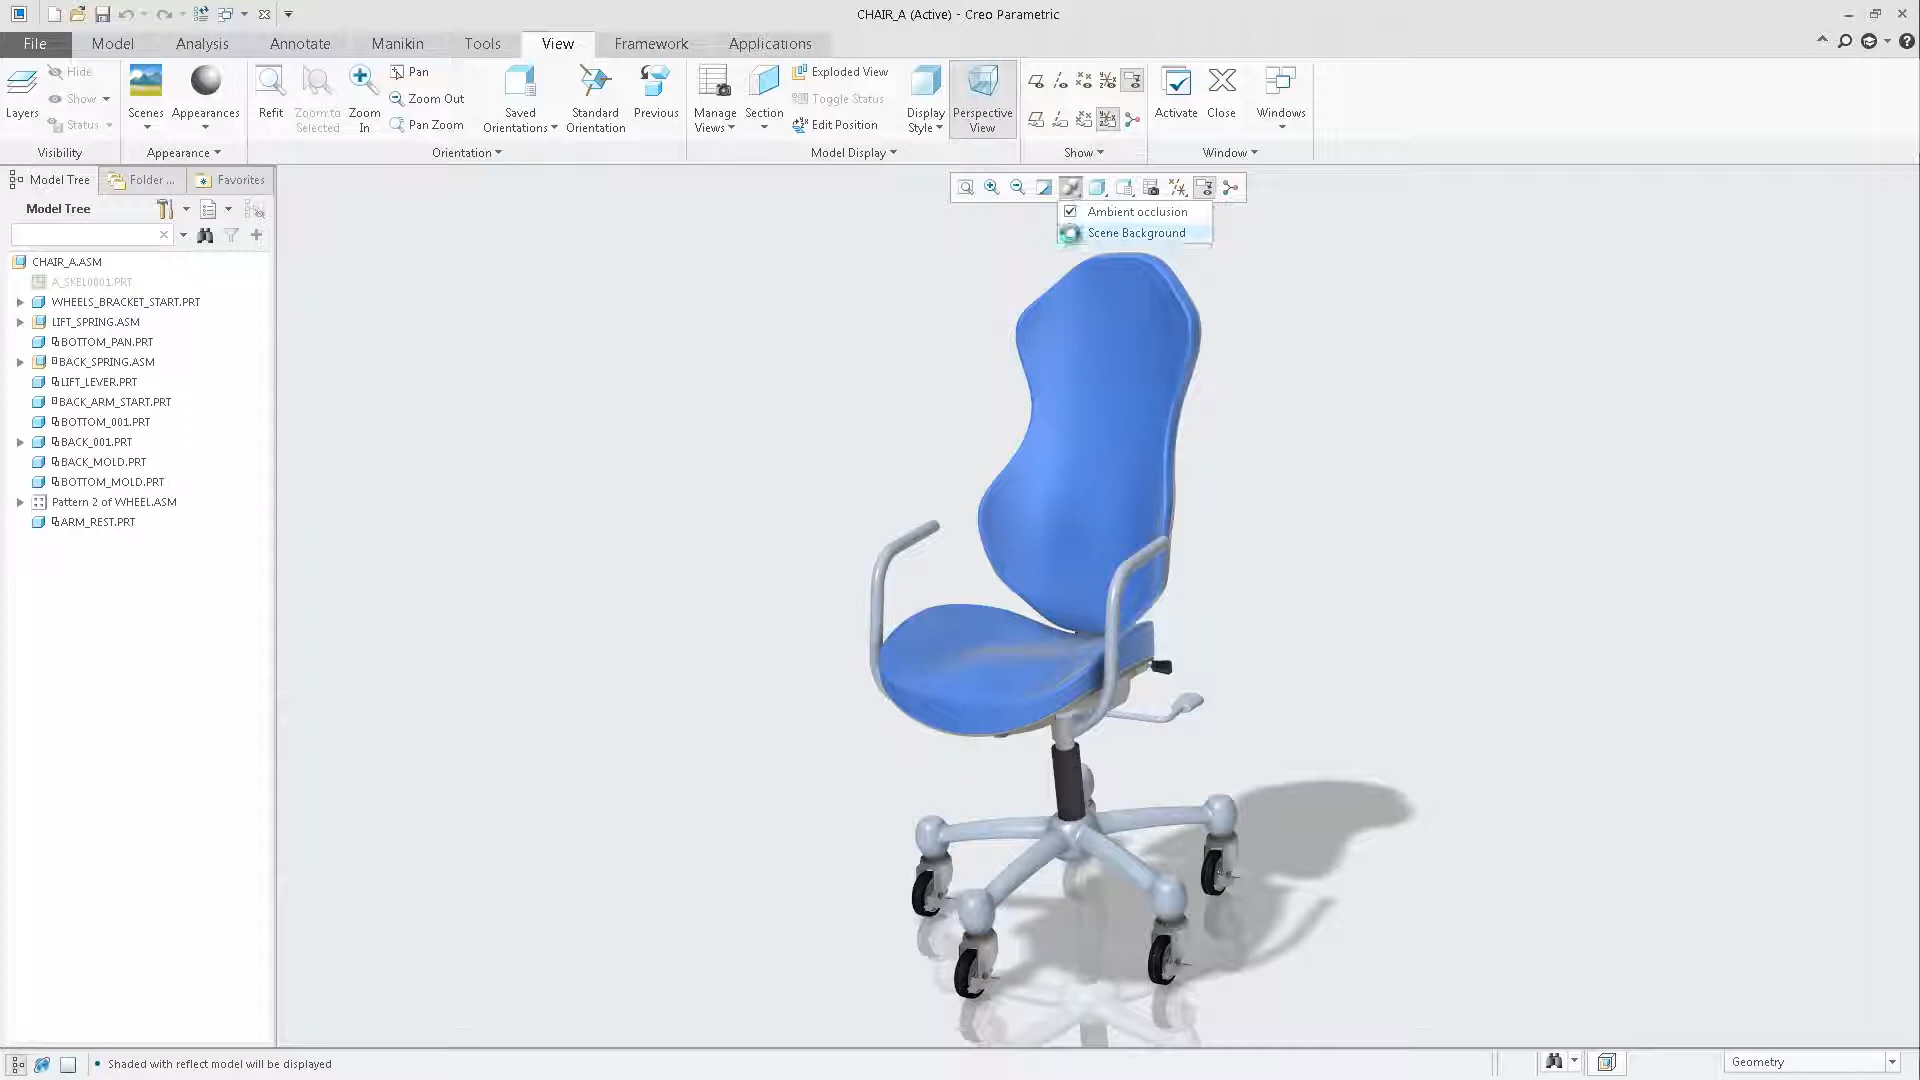 CHAIR_A (Active) - Creo Parametric
File Model Analysis Annotate Manikin Tools View Framework Applications
Layers
Hide
Show
Status
Visibility
Scenes
Appearances
Appearance
Refit
Zoom to Selected
Zoom In
Pan
Zoom Out
Pan Zoom
Saved Orientations
Standard Orientation
Previous
Orientation
Manage Views
Section
Exploded View
Toggle Status
Edit Position
Display Style
Perspective View
Model Display
Show
Activate
Close
Windows
Window
Model Tree Folder ... Favorites
Model Tree
Ambient occlusion
Scene Background
CHAIR_A.ASM
A_SKEL0001.PRT
WHEELS_BRACKET_START.PRT
LIFT_SPRING.ASM
BOTTOM_PAN.PRT
BACK_SPRING.ASM
LIFT_LEVER.PRT
BACK_ARM_START.PRT
BOTTOM_001.PRT
BACK_001.PRT
BACK_MOLD.PRT
BOTTOM_MOLD.PRT
Pattern 2 of WHEEL.ASM
ARM_REST.PRT
• Shaded with reflect model will be displayed
Geometry